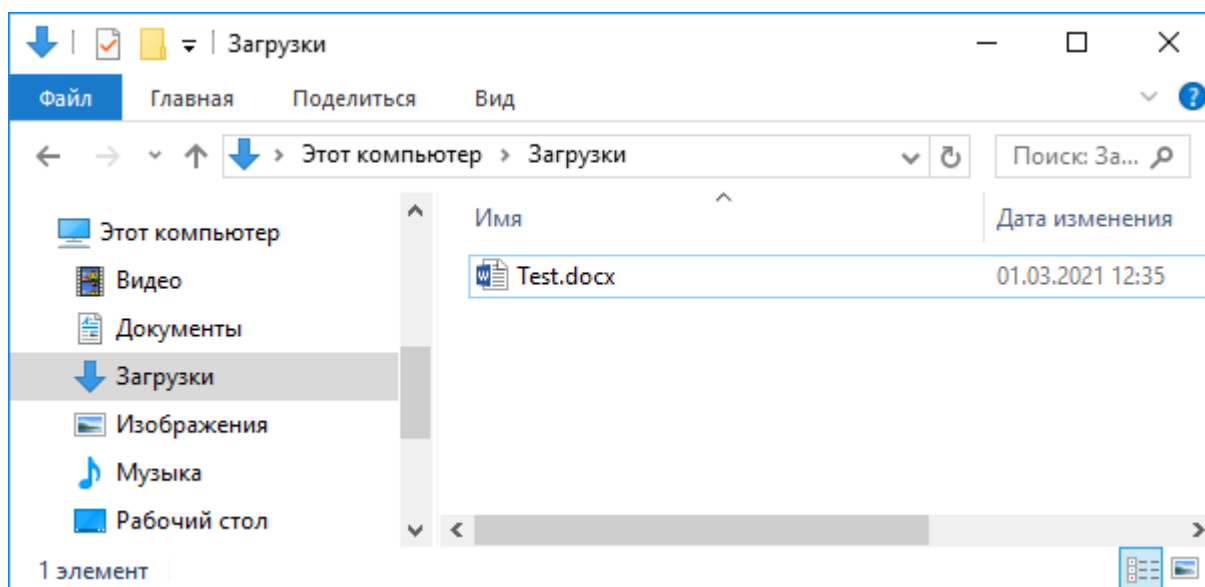 Загрузки
Файл Главная Поделиться Вид ?
Этот компьютер Загрузки Поиск: За...
Имя Дата изменения
Этот компьютер
Test.docx 01.03.2021 12:35
Видео
Документы
Загрузки
Изображения
Музыка
Рабочий стол
1 элемент